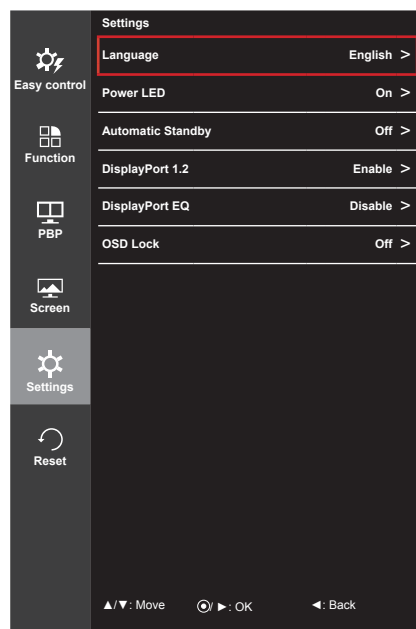 Easy control
Function
PBP
Screen
Settings
Reset
Settings
Language English >
Power LED On >
Automatic Standby Off >
DisplayPort 1.2 Enable >
DisplayPort EQ Disable >
OSD Lock Off >
▲/▼: Move ⦿/ ►: OK ◄: Back